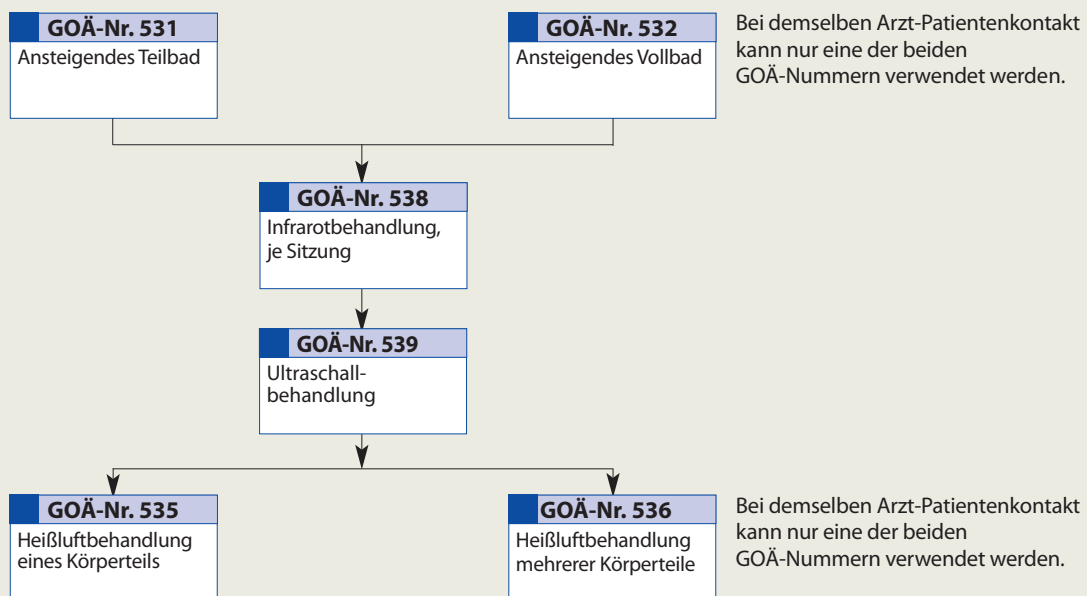 GOÄ-Nr. 531
Ansteigendes Teilbad
GOÄ-Nr. 532
Ansteigendes Vollbad
Bei demselben Arzt-Patientenkontakt
kann nur eine der beiden
GOÄ-Nummern verwendet werden.
GOÄ-Nr. 538
Infrarotbehandlung,
je Sitzung
GOÄ-Nr. 539
Ultraschall-
behandlung
GOÄ-Nr. 535
Heißluftbehandlung
eines Körperteils
GOÄ-Nr. 536
Heißluftbehandlung
mehrerer Körperteile
Bei demselben Arzt-Patientenkontakt
kann nur eine der beiden
GOÄ-Nummern verwendet werden.